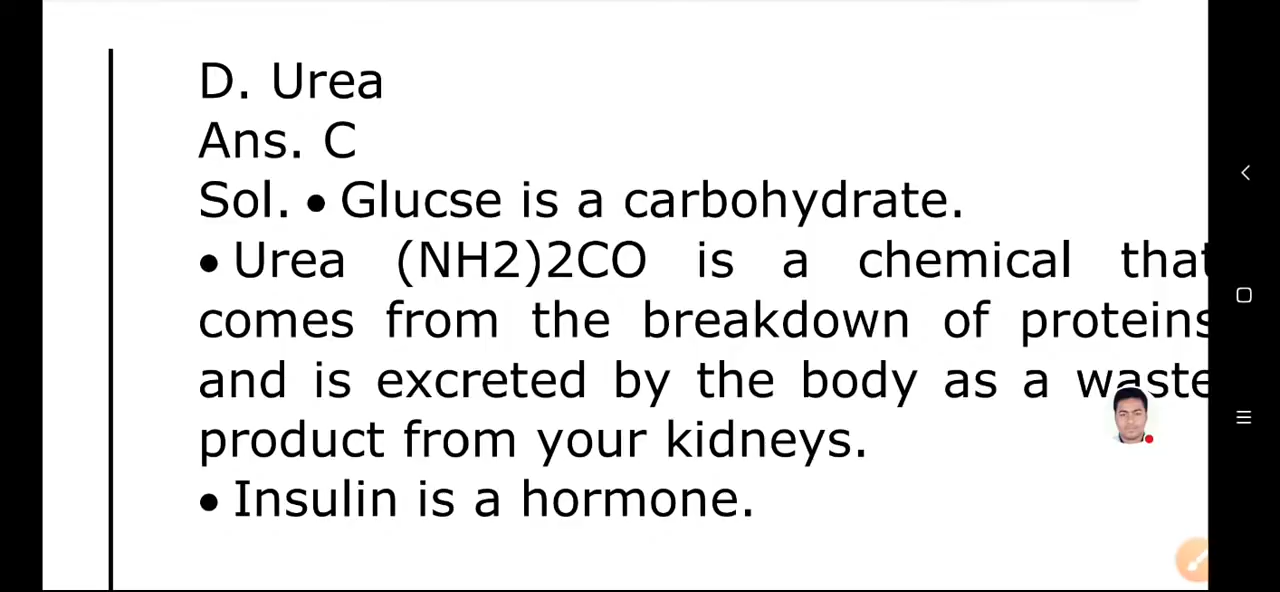 D. Urea
Ans. C
Sol. • Glucse is a carbohydrate.
• Urea (NH2)2CO is a chemical that
comes from the breakdown of proteins
and is excreted by the body as a waste
product from your kidneys.
• Insulin is a hormone.